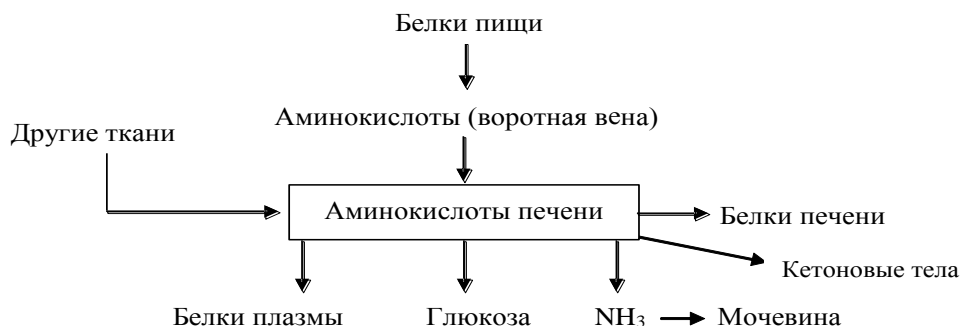 Белки пищи
Аминокислоты (воротная вена)
Другие ткани
Аминокислоты печени
Белки печени
Кетоновые тела
Белки плазмы
Глюкоза
NH₃
Мочевина